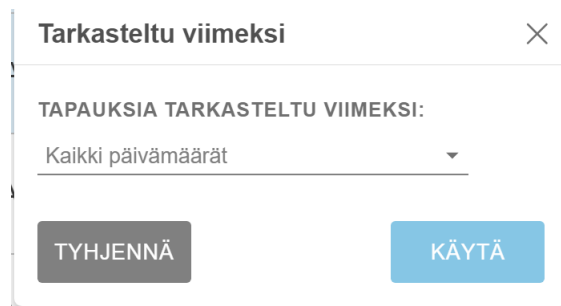 Tarkasteltu viimeksi
TAPAUKSIA TARKASTELTU VIIMEKSI:
Kaikki päivämäärät
TYHJENNÄ
KÄYTÄ